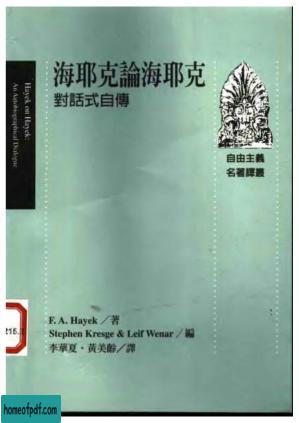 海耶克論海耶克
對話式自傳
Hayek on Hayek:
An Autobiographical Dialogue
自由主義
名著譯叢
F. A. Hayek／著
Stephen Kresge & Leif Wenar／編
李華夏・黃美齡／譯
homeofpdf.com